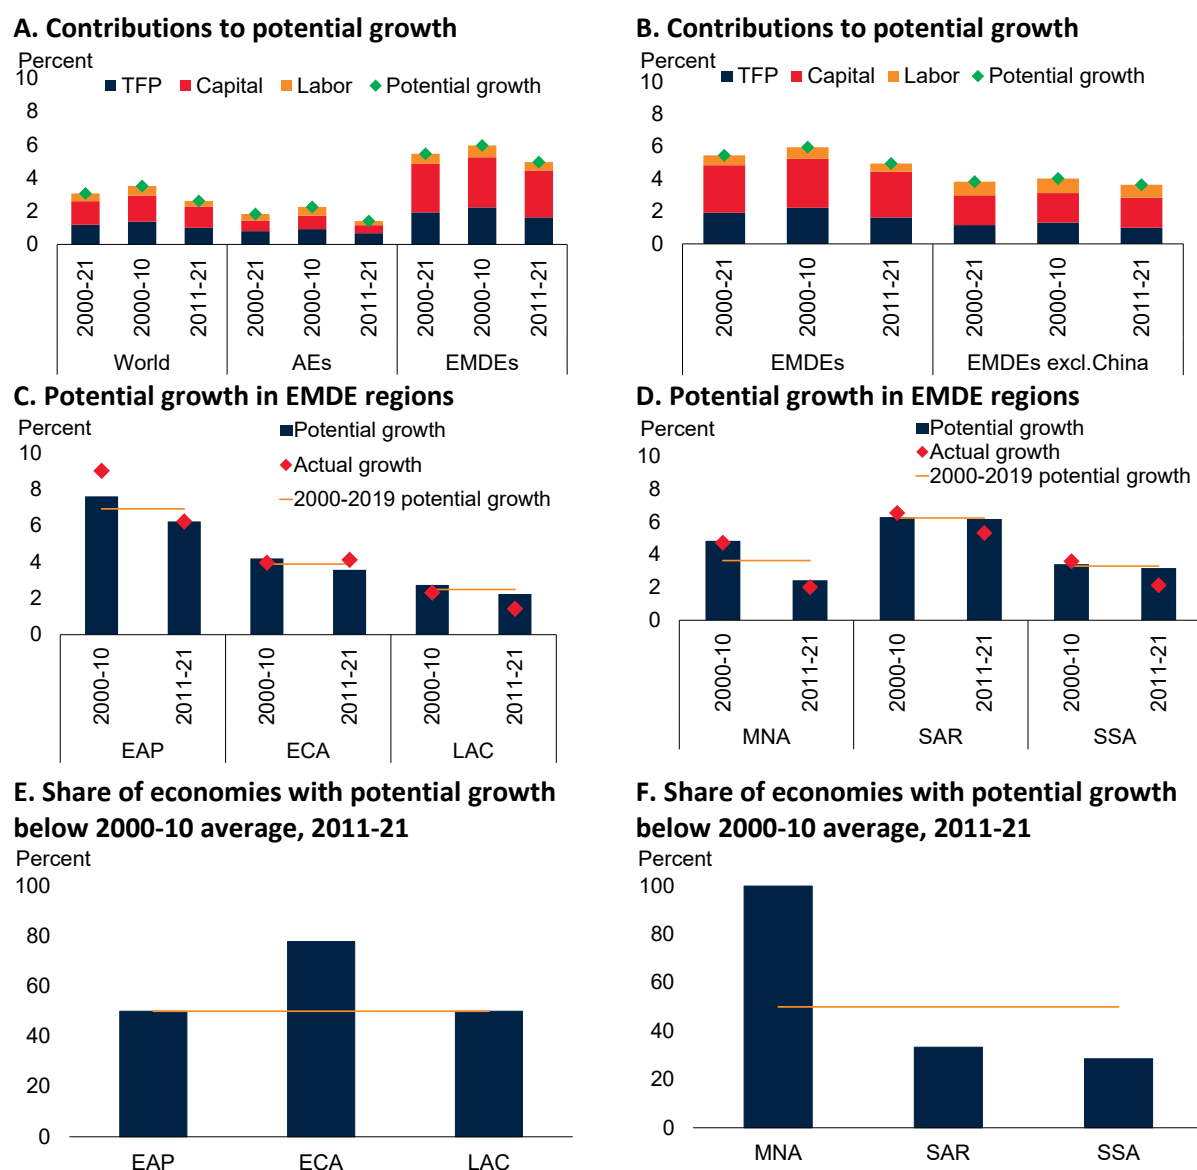 A. Contributions to potential growth
Percent
TFP Capital Labor Potential growth
10
8
6
4
2
0
2000-21 2000-10 2011-21 2000-21 2000-10 2011-21 2000-21 2000-10 2011-21
World AEs EMDEs
B. Contributions to potential growth
Percent
TFP Capital Labor Potential growth
10
8
6
4
2
0
2000-21 2000-10 2011-21 2000-21 2000-10 2011-21
EMDEs EMDEs excl.China
C. Potential growth in EMDE regions
Percent
Potential growth
Actual growth
2000-2019 potential growth
10
8
6
4
2
0
2000-10 2011-21 2000-10 2011-21 2000-10 2011-21
EAP ECA LAC
D. Potential growth in EMDE regions
Percent
Potential growth
Actual growth
2000-2019 potential growth
10
8
6
4
2
0
2000-10 2011-21 2000-10 2011-21 2000-10 2011-21
MNA SAR SSA
E. Share of economies with potential growth
below 2000-10 average, 2011-21
Percent
100
80
60
40
20
0
EAP ECA LAC
F. Share of economies with potential growth
below 2000-10 average, 2011-21
Percent
100
80
60
40
20
0
MNA SAR SSA